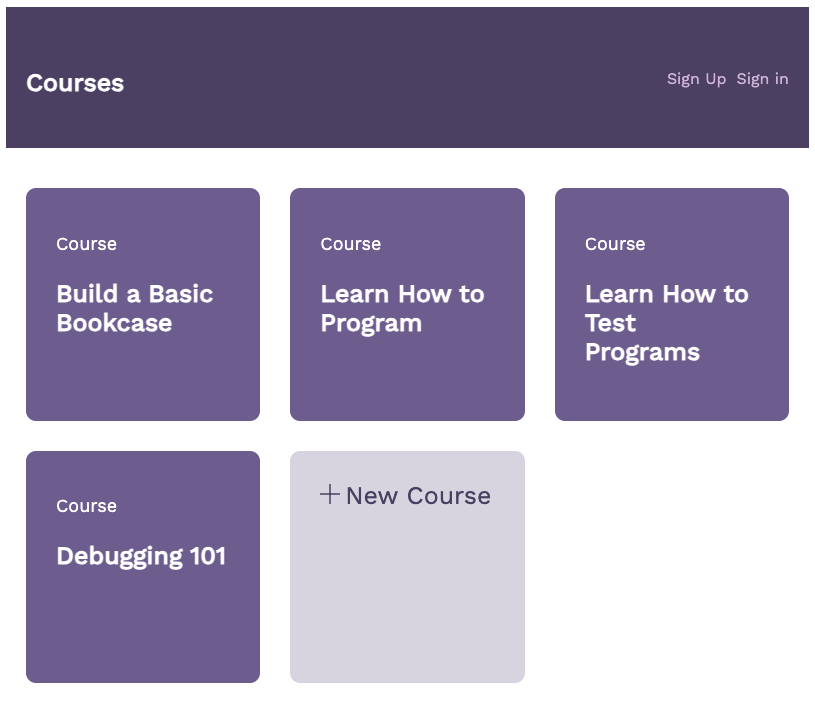 Courses
Sign Up Sign in
Course
Build a Basic
Bookcase
Course
Learn How to
Program
Course
Learn How to
Test
Programs
Course
Debugging 101
New Course